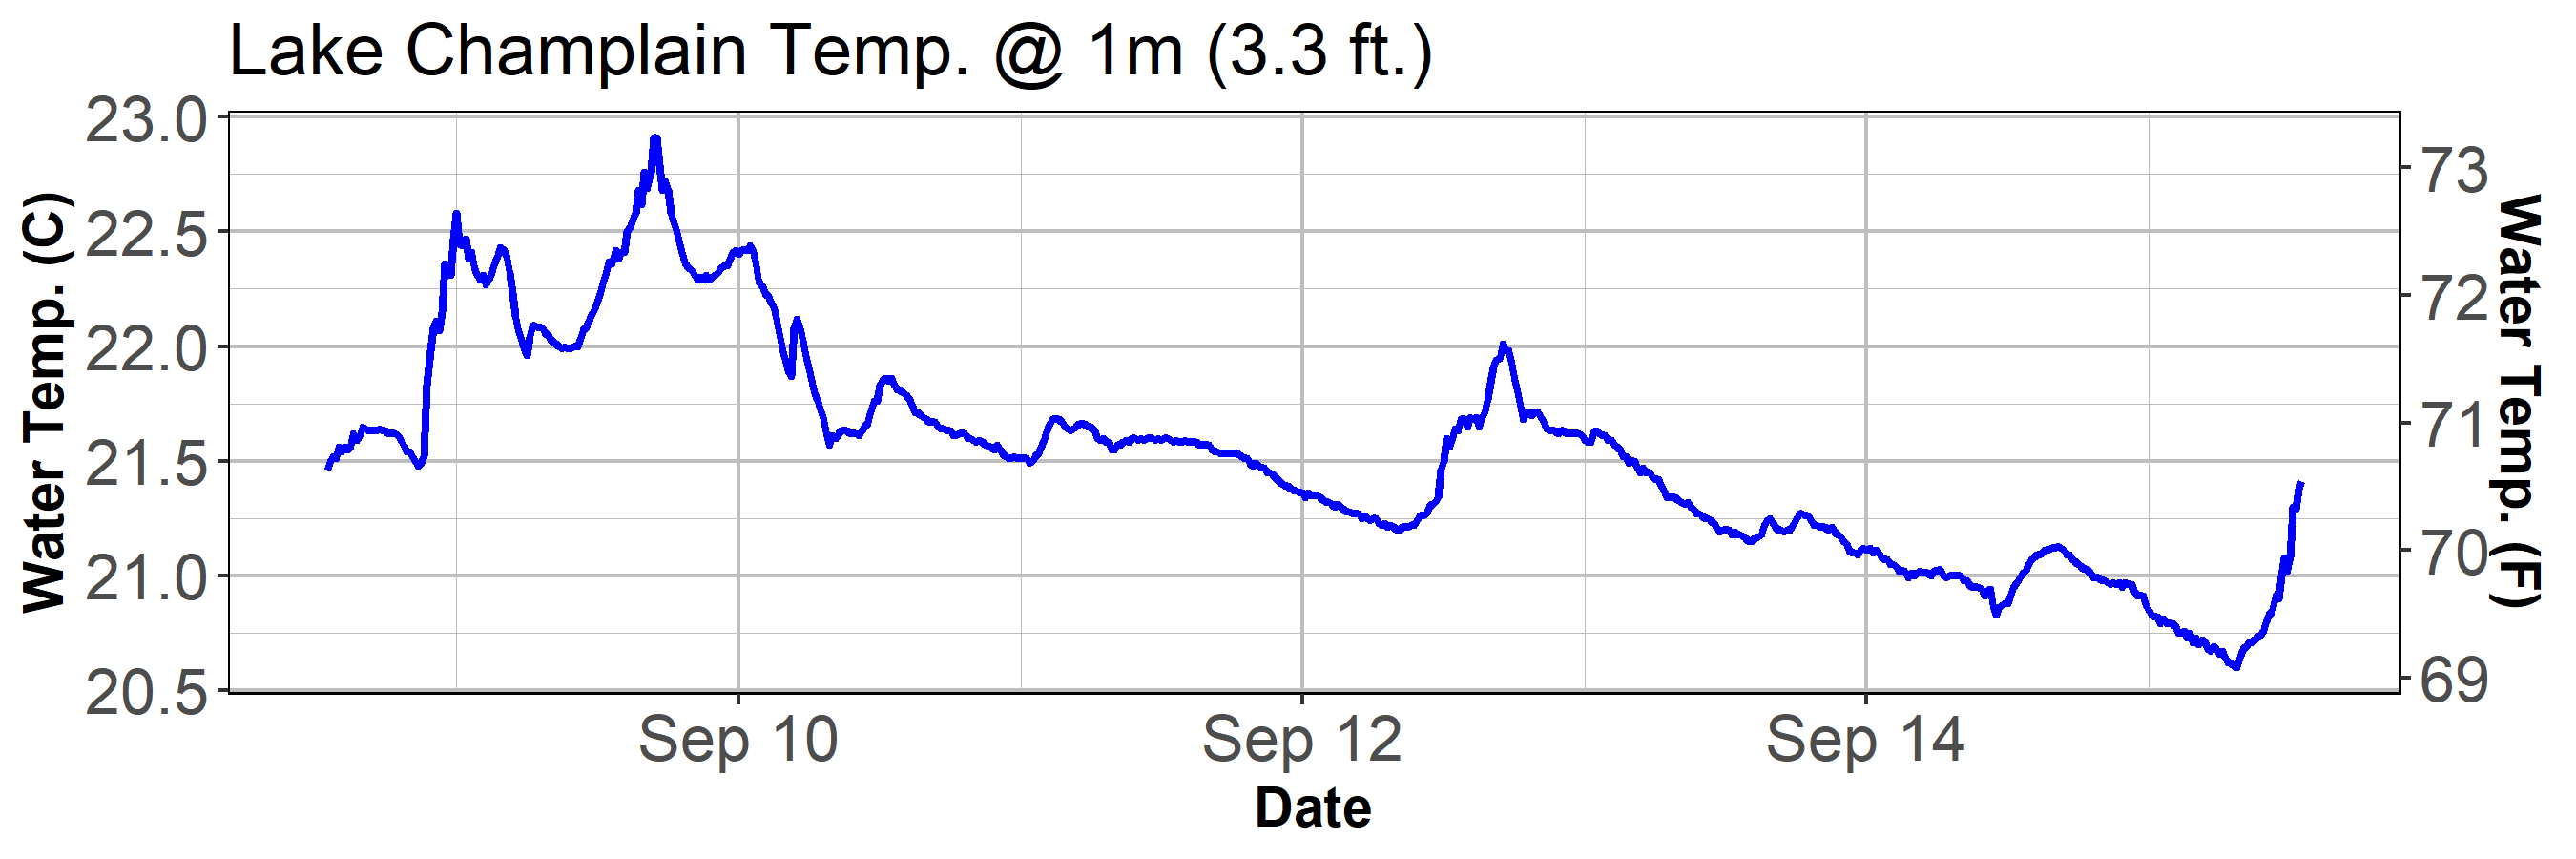 Lake Champlain Temp. @ 1m (3.3 ft.)
Water Temp. (C)
23.0
22.5
22.0
21.5
21.0
20.5
73
72
71
70
69
Water Temp. (F)
Sep 10 Sep 12 Sep 14
Date